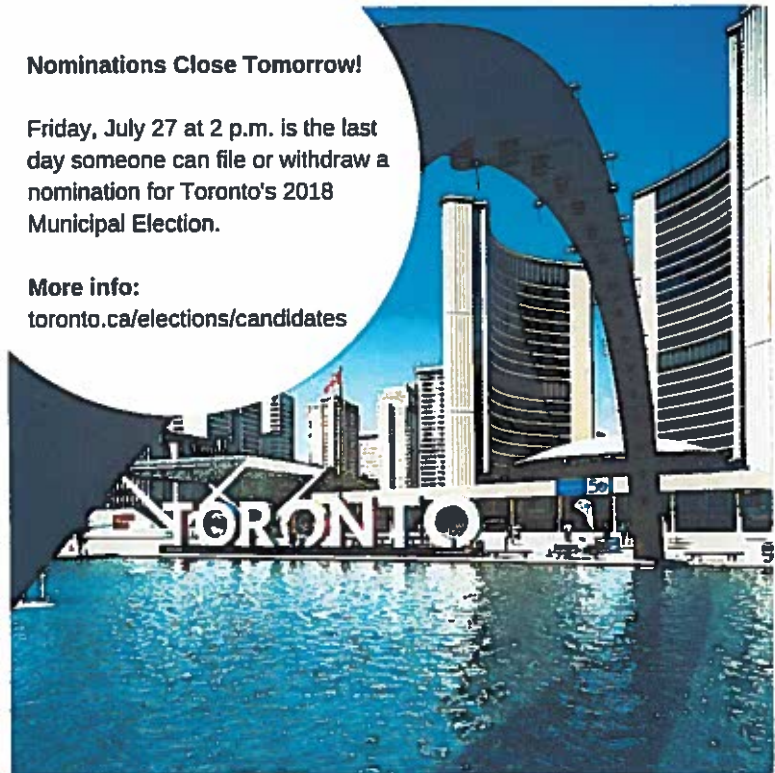 Nominations Close Tomorrow!
Friday, July 27 at 2 p.m. is the last
day someone can file or withdraw a
nomination for Toronto's 2018
Municipal Election.
More info:
toronto.ca/elections/candidates
TORONTO